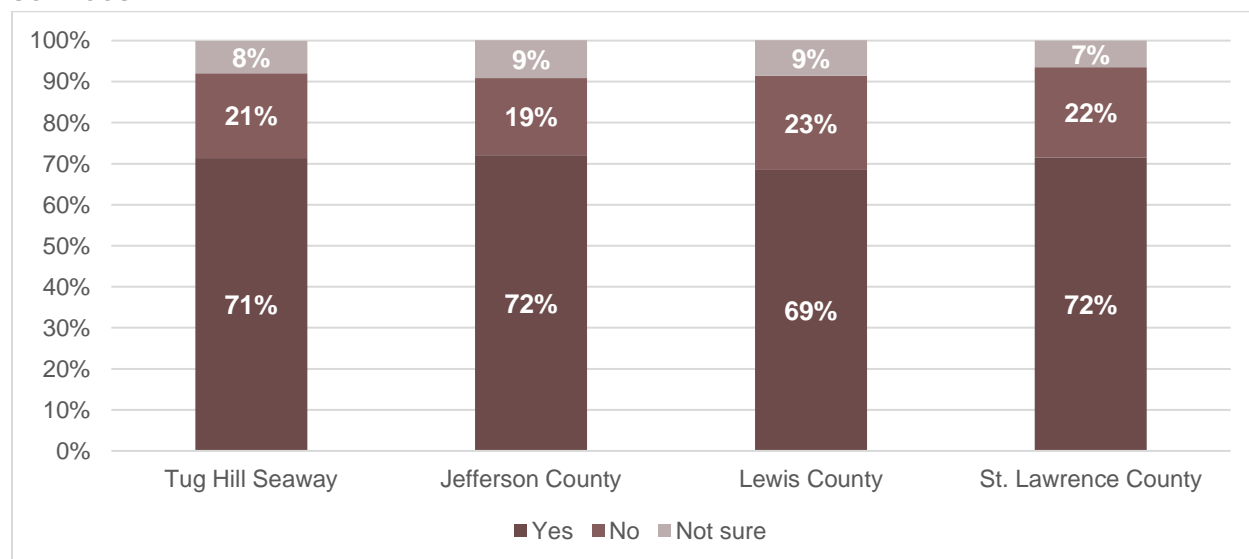 100%
90%
80%
70%
60%
50%
40%
30%
20%
10%
0%
8% 9% 9% 7%
21% 19% 23% 22%
71% 72% 69% 72%
Tug Hill Seaway Jefferson County Lewis County St. Lawrence County
Yes No Not sure